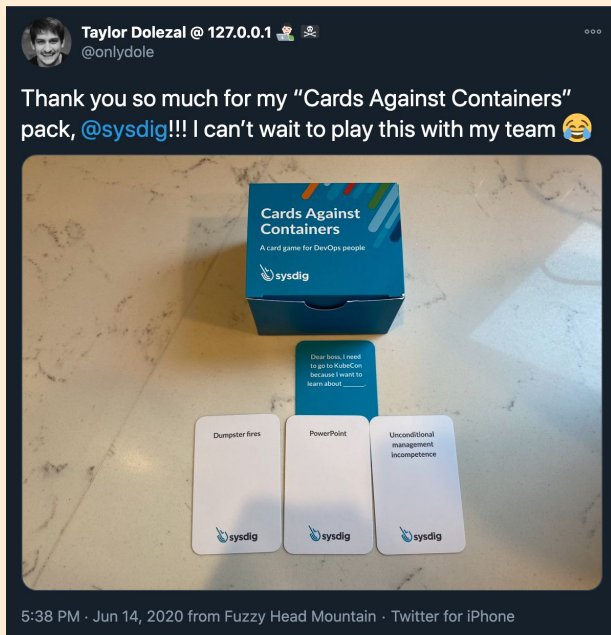 Taylor Dolezal @ 127.0.0.1 👨🏻‍💻 ☠️
@onlydole
Thank you so much for my “Cards Against Containers”
pack, @sysdig!!! I can’t wait to play this with my team 😂
Cards Against
Containers
A card game for DevOps people
sysdig
Dear boss, I need
to go to KubeCon
because I want to
learn about ______.
Dumpster fires
sysdig
PowerPoint
sysdig
Unconditional
management
incompetence
sysdig
5:38 PM · Jun 14, 2020 from Fuzzy Head Mountain · Twitter for iPhone